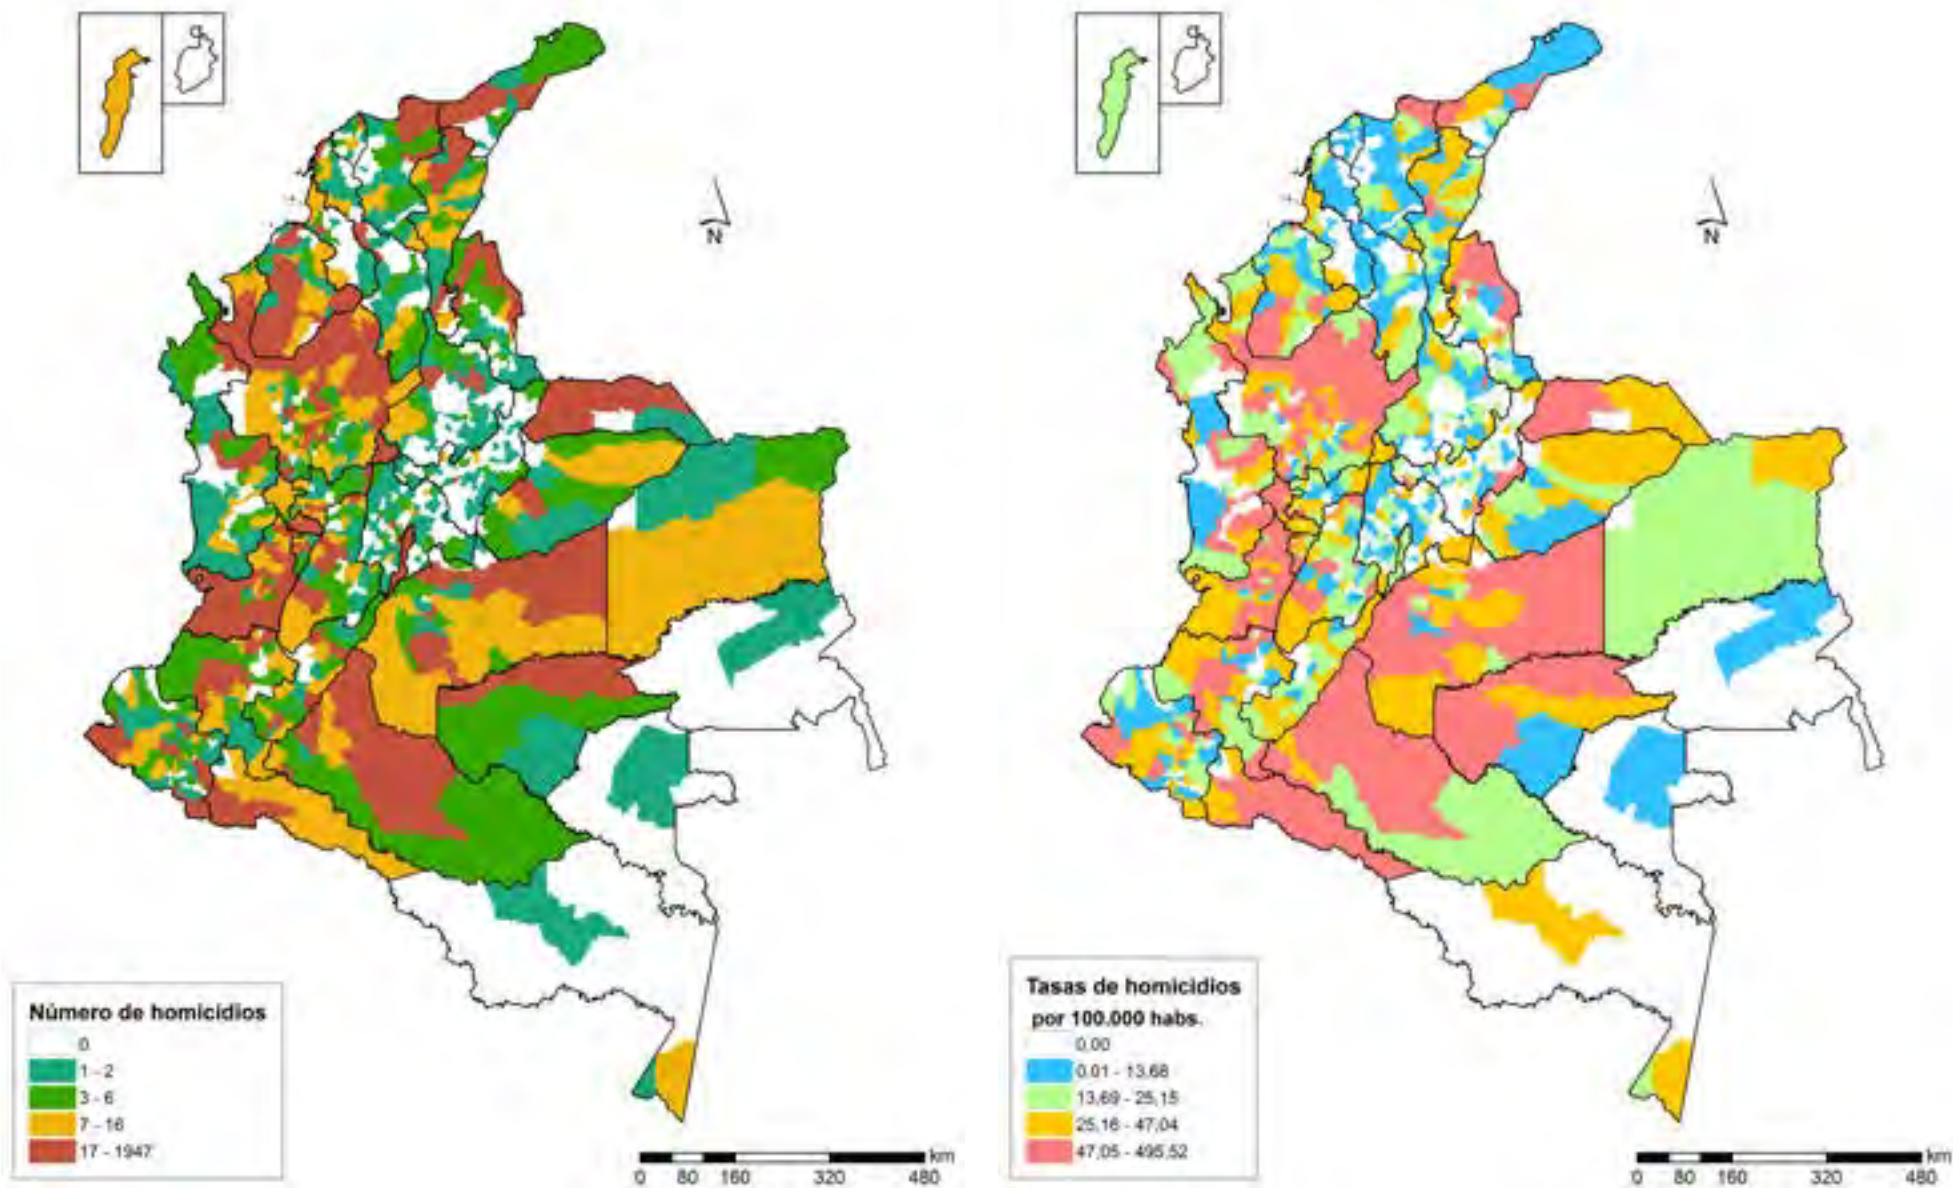 N
N
Número de homicidios
0
1 - 2
3 - 6
7 - 16
17 - 1947
km
0 80 160 320 480
Tasas de homicidios
por 100.000 habs.
0,00
0,01 - 13,68
13,69 - 25,15
25,16 - 47,04
47,05 - 495,52
km
0 80 160 320 480